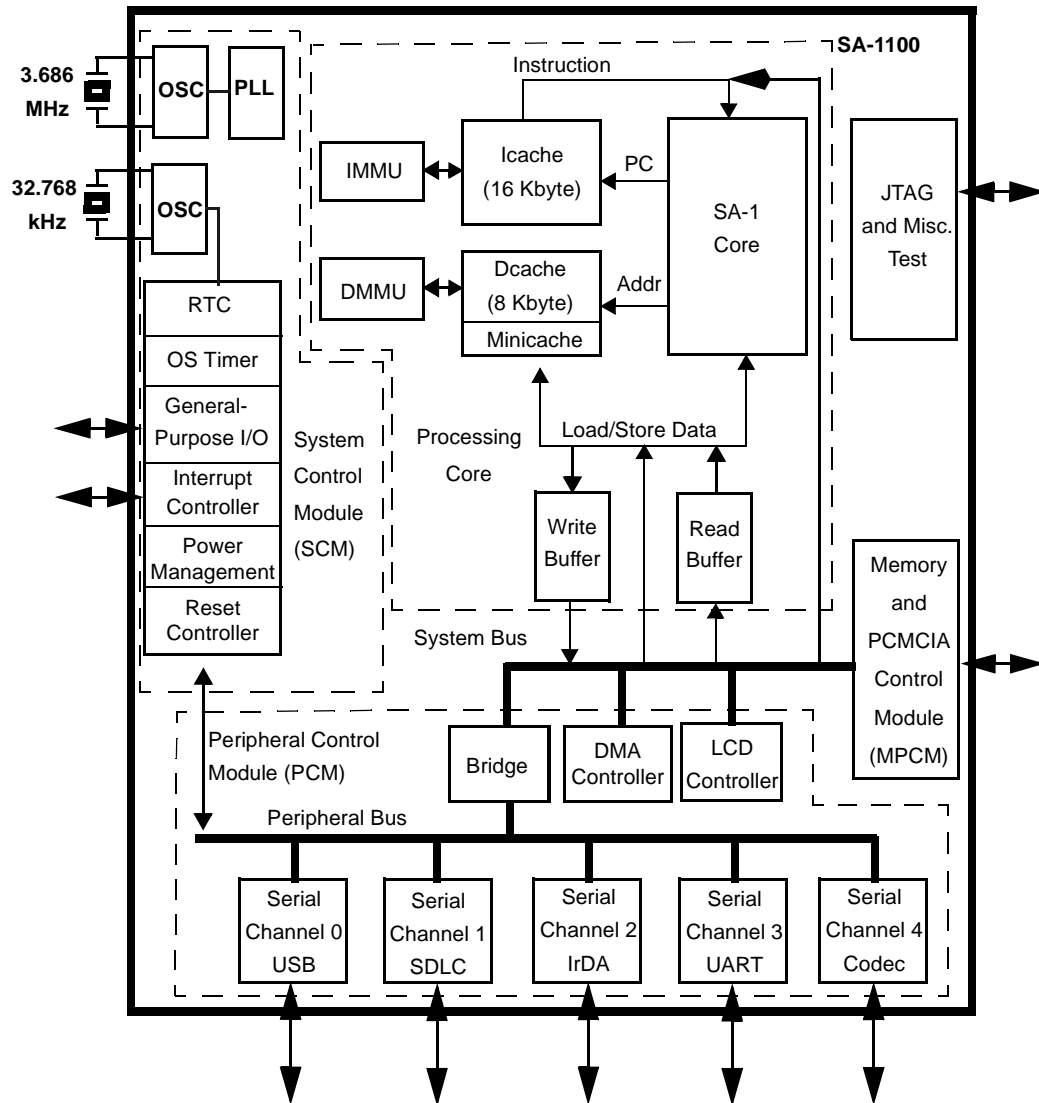 SA-1100
3.686
MHz
OSC
PLL
32.768
kHz
OSC
RTC
OS Timer
General-
Purpose I/O
Interrupt
Controller
Power
Management
Reset
Controller
System
Control
Module
(SCM)
Instruction
IMMU
Icache
(16 Kbyte)
PC
SA-1
Core
DMMU
Dcache
(8 Kbyte)
Minicache
Addr
JTAG
and Misc.
Test
Processing
Core
Load/Store Data
Write
Buffer
Read
Buffer
Memory
and
PCMCIA
Control
Module
(MPCM)
System Bus
Peripheral Control
Module (PCM)
Bridge
DMA
Controller
LCD
Controller
Peripheral Bus
Serial
Channel 0
USB
Serial
Channel 1
SDLC
Serial
Channel 2
IrDA
Serial
Channel 3
UART
Serial
Channel 4
Codec